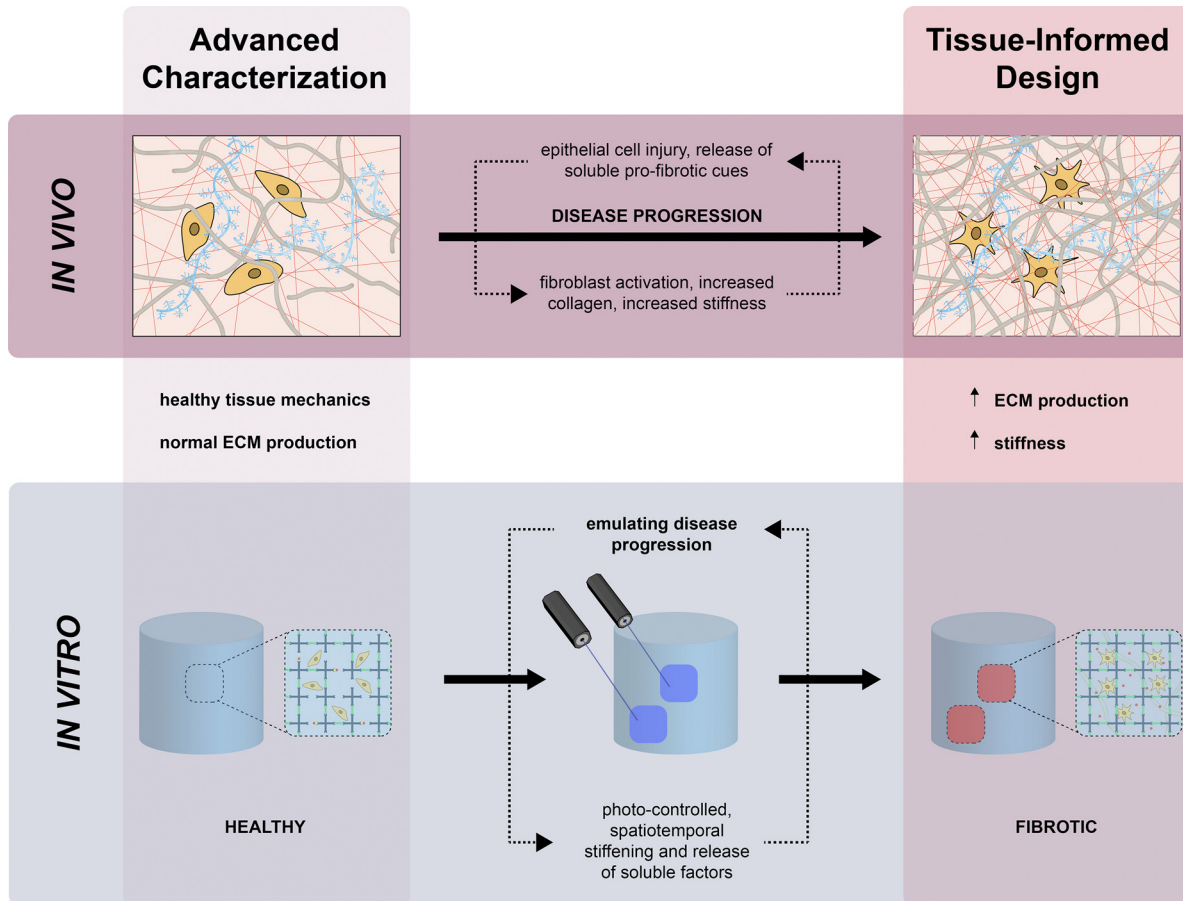 Advanced
Characterization
Tissue-Informed
Design
IN VIVO
epithelial cell injury, release of
soluble pro-fibrotic cues
DISEASE PROGRESSION
fibroblast activation, increased
collagen, increased stiffness
healthy tissue mechanics
normal ECM production
↑ ECM production
↑ stiffness
IN VITRO
emulating disease
progression
HEALTHY
photo-controlled,
spatiotemporal
stiffening and release
of soluble factors
FIBROTIC